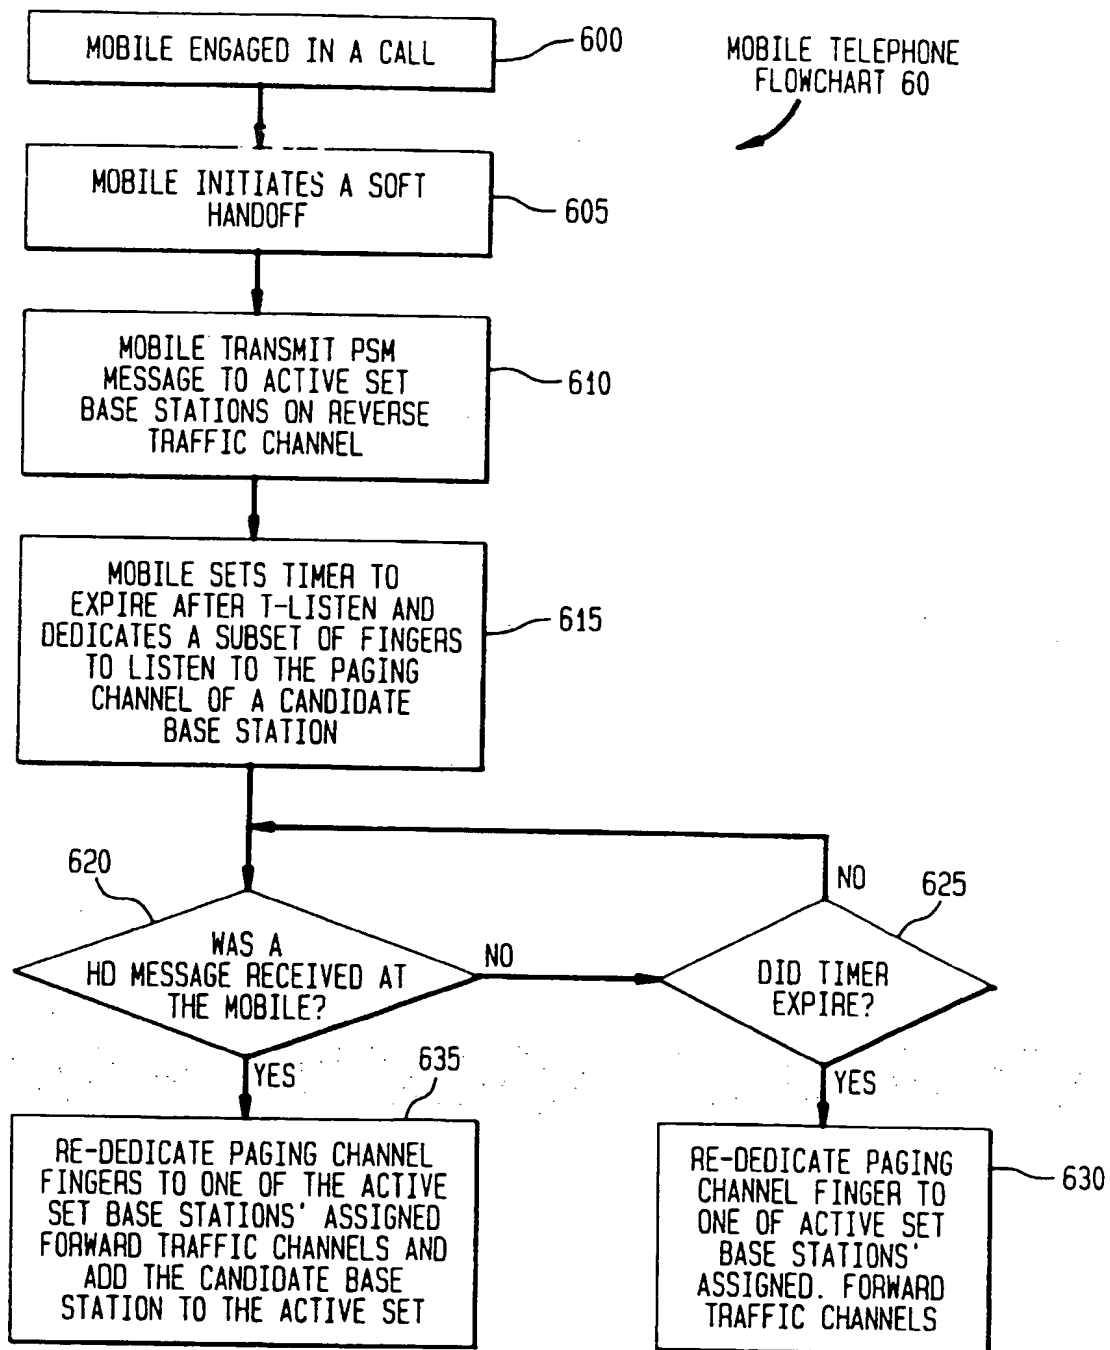 MOBILE ENGAGED IN A CALL
600
MOBILE TELEPHONE
FLOWCHART 60
MOBILE INITIATES A SOFT
HANDOFF
605
MOBILE TRANSMIT PSM
MESSAGE TO ACTIVE SET
BASE STATIONS ON REVERSE
TRAFFIC CHANNEL
610
MOBILE SETS TIMER TO
EXPIRE AFTER T-LISTEN AND
DEDICATES A SUBSET OF FINGERS
TO LISTEN TO THE PAGING
CHANNEL OF A CANDIDATE
BASE STATION
615
620
WAS A
HD MESSAGE RECEIVED AT
THE MOBILE?
NO
YES
NO
625
DID TIMER
EXPIRE?
YES
635
RE-DEDICATE PAGING CHANNEL
FINGERS TO ONE OF THE ACTIVE
SET BASE STATIONS' ASSIGNED
FORWARD TRAFFIC CHANNELS AND
ADD THE CANDIDATE BASE
STATION TO THE ACTIVE SET
RE-DEDICATE PAGING
CHANNEL FINGER TO
ONE OF ACTIVE SET
BASE STATIONS'
ASSIGNED. FORWARD
TRAFFIC CHANNELS
630